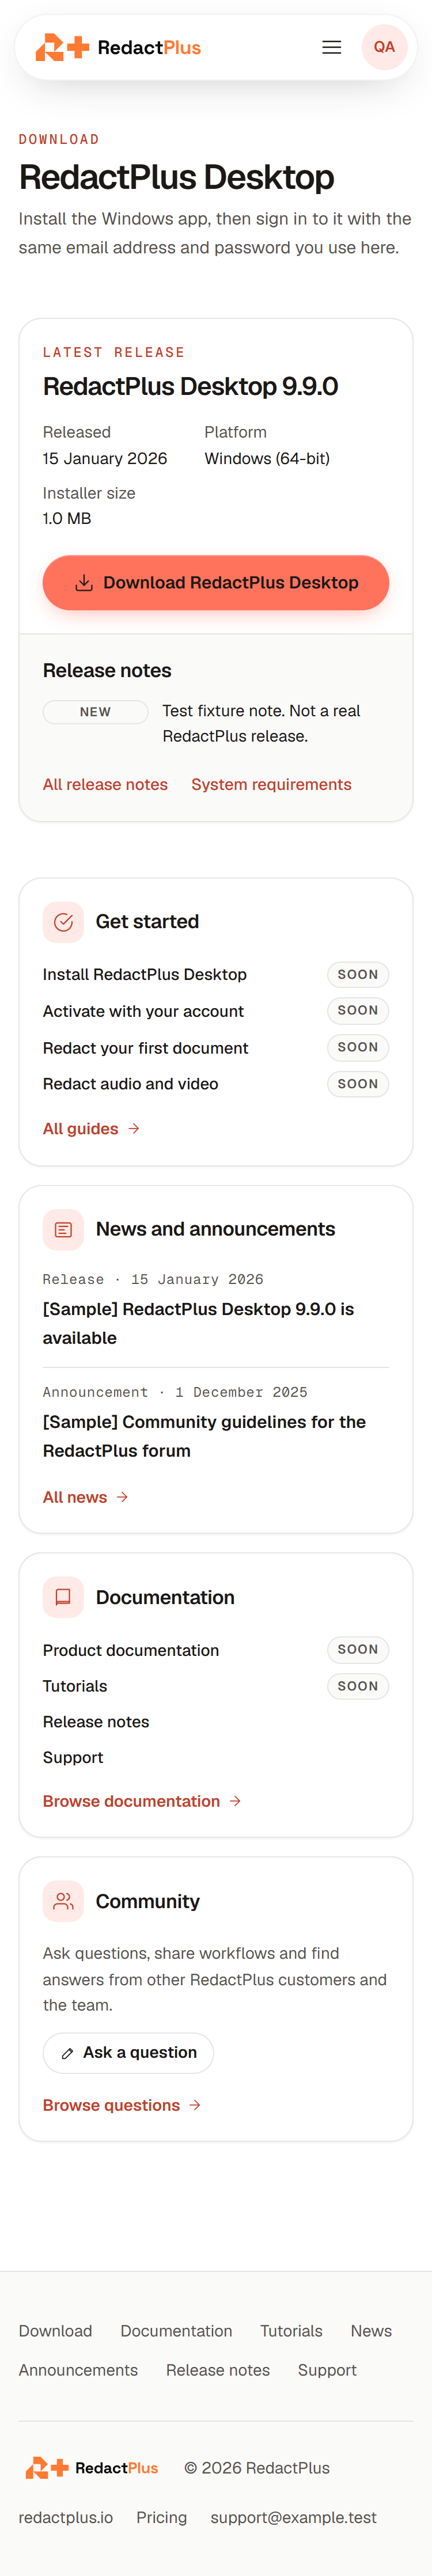 RedactPlus
QA
DOWNLOAD
RedactPlus Desktop
Install the Windows app, then sign in to it with the
same email address and password you use here.
LATEST RELEASE
RedactPlus Desktop 9.9.0
Released
15 January 2026
Platform
Windows (64-bit)
Installer size
1.0 MB
Download RedactPlus Desktop
Release notes
NEW
Test fixture note. Not a real
RedactPlus release.
All release notes
System requirements
Get started
Install RedactPlus Desktop SOON
Activate with your account SOON
Redact your first document SOON
Redact audio and video SOON
All guides →
News and announcements
Release · 15 January 2026
[Sample] RedactPlus Desktop 9.9.0 is
available
Announcement · 1 December 2025
[Sample] Community guidelines for the
RedactPlus forum
All news →
Documentation
Product documentation SOON
Tutorials SOON
Release notes
Support
Browse documentation →
Community
Ask questions, share workflows and find
answers from other RedactPlus customers and
the team.
Ask a question
Browse questions →
Download Documentation Tutorials News
Announcements Release notes Support
RedactPlus © 2026 RedactPlus
redactplus.io Pricing support@example.test